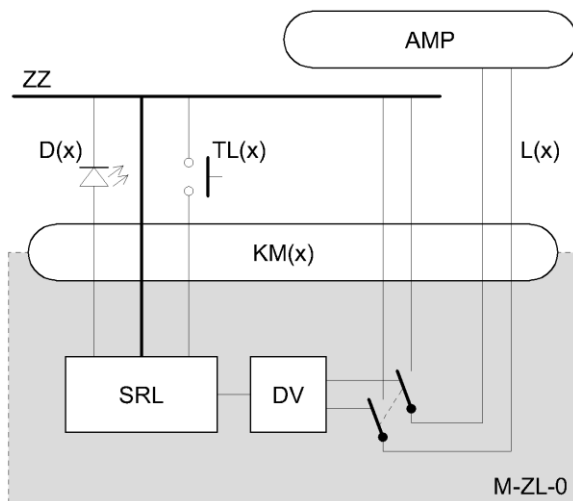 AMP
ZZ
D(x)
TL(x)
L(x)
KM(x)
SRL
DV
M-ZL-0